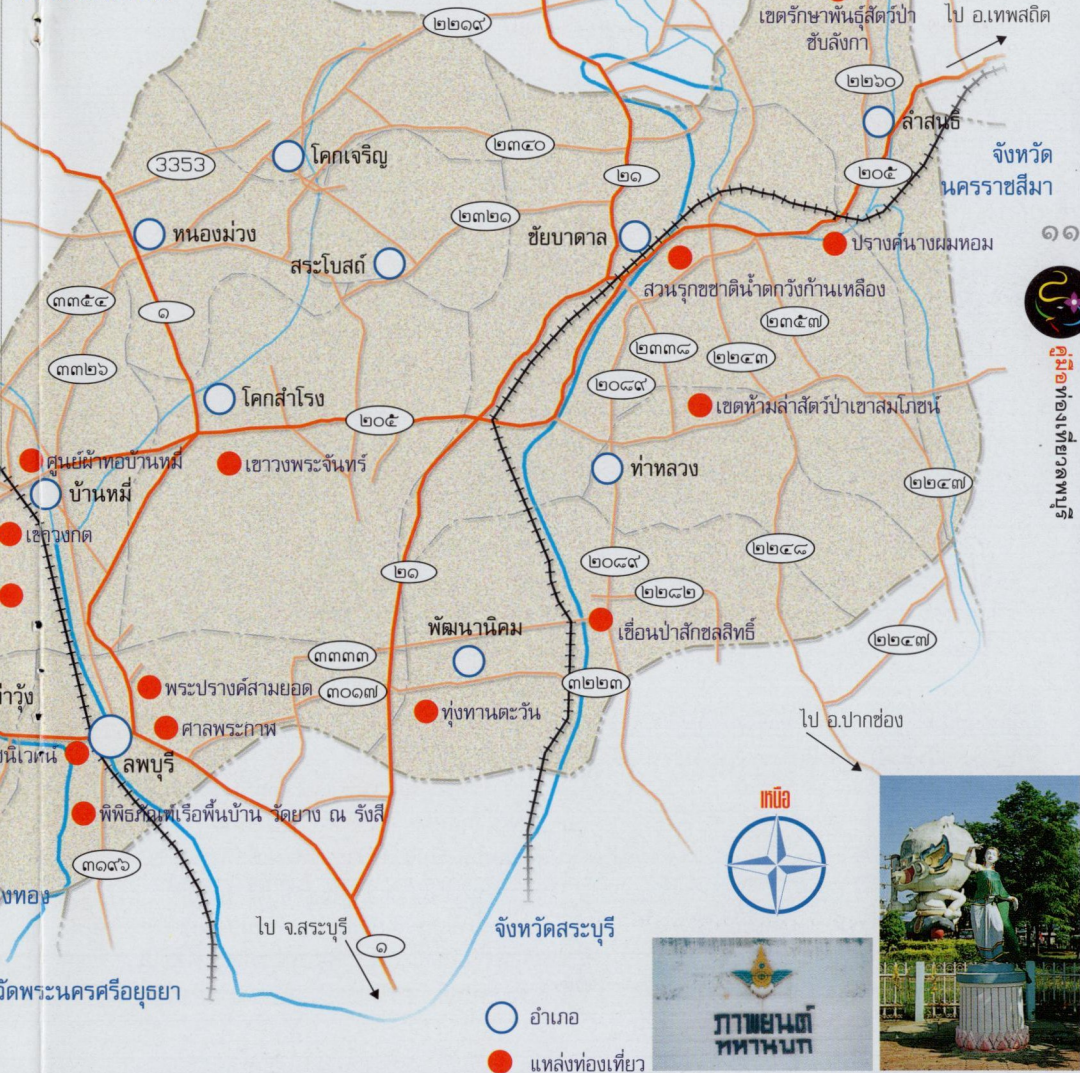 ๒๒๑๙
เขตรักษาพันธุ์สัตว์ป่า
ซับลังกา
ไป อ.เทพสถิต
๒๒๖๐
ลำสนธิ
๒๓๔๐
โคกเจริญ
3353
๒๑
๒๐๕
จังหวัด
นครราชสีมา
๒๓๒๑
หนองม่วง
ชัยบาดาล
ปรางค์นางผมหอม
๑๑
สระโบสถ์
สวนรุกขชาติน้ำตกวังก้านเหลือง
๓๓๕๔
๑
๒๓๕๗
๒๓๓๘
๒๒๔๓
๓๓๒๖
๒๐๘๙
คู่มือท่องเที่ยวลพบุรี
โคกสำโรง
๒๐๕
เขตห้ามล่าสัตว์ป่าเขาสมโภชน์
ศูนย์ผ้าทอบ้านหมี่
เขาวงพระจันทร์
ท่าหลวง
๒๒๔๗
บ้านหมี่
เขาวงกต
๒๒๔๘
๒๑
๒๐๘๙
๒๒๘๒
พัฒนานิคม
เขื่อนป่าสักชลสิทธิ์
๒๒๔๗
๓๓๓๓
๓๐๑๗
๓๒๒๓
พระปรางค์สามยอด
ทุ่งทานตะวัน
ไป อ.ปากช่อง
ศาลพระกาฬ
ลพบุรี
พิพิธภัณฑ์เรือพื้นบ้าน วัดยาง ณ รังสี
เหนือ
๓๑๙๖
ไป จ.สระบุรี
๑
จังหวัดสระบุรี
วัดพระนครศรีอยุธยา
อำเภอ
แหล่งท่องเที่ยว
ภาพยนต์
ทหารบก